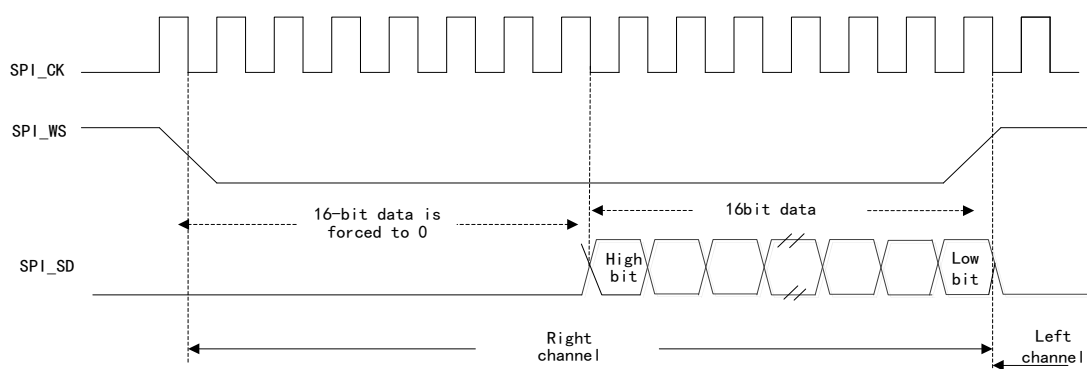 SPI_CK
SPI_WS
16-bit data is
forced to 0
16bit data
SPI_SD
High
bit
Low
bit
Right
channel
Left
channel